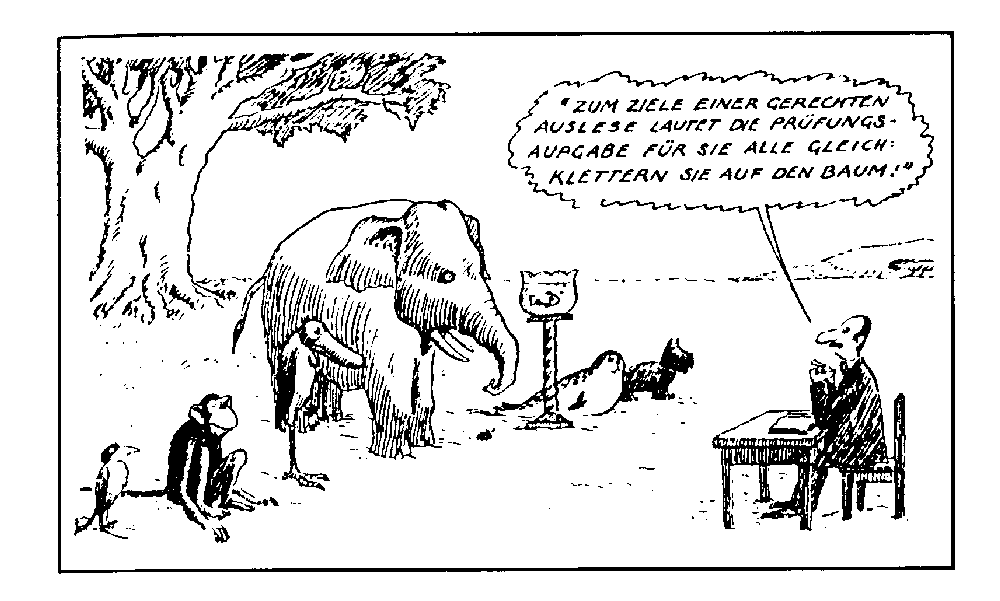 "ZUM ZIELE EINER GERECHTEN
AUSLESE LAUTET DIE PRÜFUNGS-
AUFGABE FÜR SIE ALLE GLEICH:
KLETTERN SIE AUF DEN BAUM!"